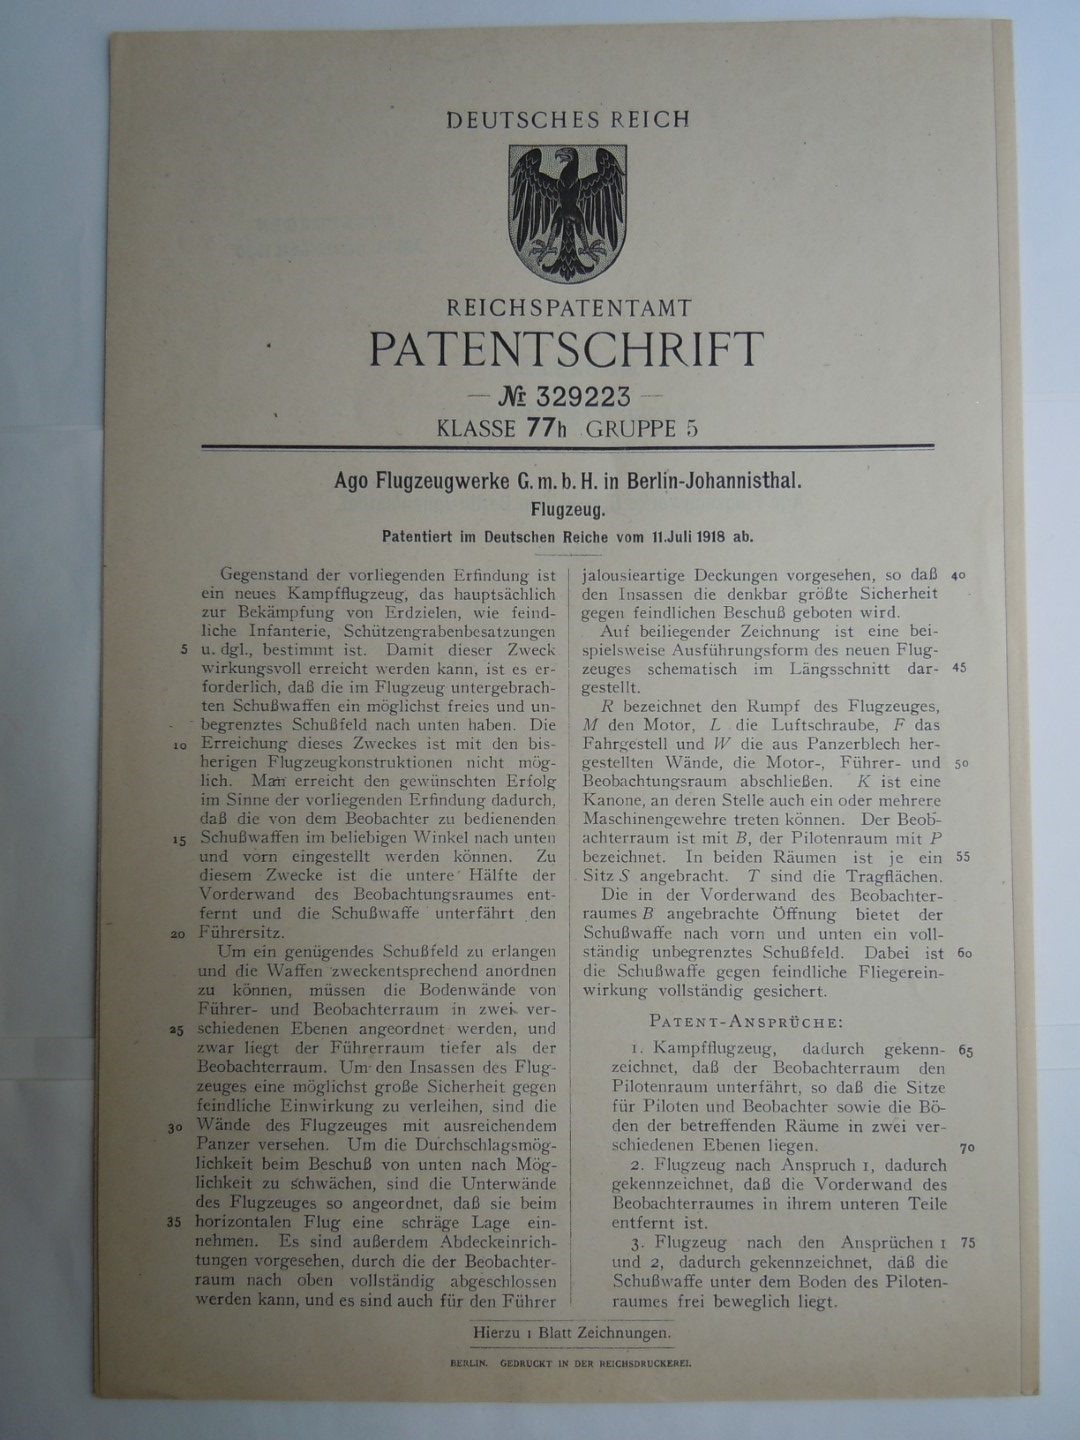 DEUTSCHES REICH
REICHSPATENTAMT
PATENTSCHRIFT
— № 329223 —
KLASSE 77h GRUPPE 5
Ago Flugzeugwerke G. m. b. H. in Berlin-Johannisthal.
Flugzeug.
Patentiert im Deutschen Reiche vom 11. Juli 1918 ab.
Gegenstand der vorliegenden Erfindung ist
ein neues Kampfflugzeug, das hauptsächlich
zur Bekämpfung von Erdzielen, wie feind-
liche Infanterie, Schützengrabenbesatzungen
5 u. dgl., bestimmt ist. Damit dieser Zweck
wirkungsvoll erreicht werden kann, ist es er-
forderlich, daß die im Flugzeug untergebrach-
ten Schußwaffen ein möglichst freies und un-
begrenztes Schußfeld nach unten haben. Die
10 Erreichung dieses Zweckes ist mit den bis-
herigen Flugzeugkonstruktionen nicht mög-
lich. Man erreicht den gewünschten Erfolg
im Sinne der vorliegenden Erfindung dadurch,
daß die von dem Beobachter zu bedienenden
15 Schußwaffen im beliebigen Winkel nach unten
und vorn eingestellt werden können. Zu
diesem Zwecke ist die untere Hälfte der
Vorderwand des Beobachtungsraumes ent-
fernt und die Schußwaffe unterfährt den
20 Führersitz.
Um ein genügendes Schußfeld zu erlangen
und die Waffen zweckentsprechend anordnen
zu können, müssen die Bodenwände von
Führer- und Beobachterraum in zwei ver-
25 schiedenen Ebenen angeordnet werden, und
zwar liegt der Führerraum tiefer als der
Beobachterraum. Um den Insassen des Flug-
zeuges eine möglichst große Sicherheit gegen
feindliche Einwirkung zu verleihen, sind die
30 Wände des Flugzeuges mit ausreichendem
Panzer versehen. Um die Durchschlagsmög-
lichkeit beim Beschuß von unten nach Mög-
lichkeit zu schwächen, sind die Unterwände
des Flugzeuges so angeordnet, daß sie beim
35 horizontalen Flug eine schräge Lage ein-
nehmen. Es sind außerdem Abdeckeinrich-
tungen vorgesehen, durch die der Beobachter-
raum nach oben vollständig abgeschlossen
werden kann, und es sind auch für den Führer
jalousieartige Deckungen vorgesehen, so daß 40
den Insassen die denkbar größte Sicherheit
gegen feindlichen Beschuß geboten wird.
Auf beiliegender Zeichnung ist eine bei-
spielsweise Ausführungsform des neuen Flug-
zeuges schematisch im Längsschnitt dar- 45
gestellt.
R bezeichnet den Rumpf des Flugzeuges,
M den Motor, L die Luftschraube, F das
Fahrgestell und W die aus Panzerblech her-
gestellten Wände, die Motor-, Führer- und 50
Beobachtungsraum abschließen. K ist eine
Kanone, an deren Stelle auch ein oder mehrere
Maschinengewehre treten können. Der Beob-
achterraum ist mit B, der Pilotenraum mit P
bezeichnet. In beiden Räumen ist je ein 55
Sitz S angebracht. T sind die Tragflächen.
Die in der Vorderwand des Beobachter-
raumes B angebrachte Öffnung bietet der
Schußwaffe nach vorn und unten ein voll-
ständig unbegrenztes Schußfeld. Dabei ist 60
die Schußwaffe gegen feindliche Fliegerein-
wirkung vollständig gesichert.
PATENT-ANSPRÜCHE:
1. Kampfflugzeug, dadurch gekenn- 65
zeichnet, daß der Beobachterraum den
Pilotenraum unterfährt, so daß die Sitze
für Piloten und Beobachter sowie die Bö-
den der betreffenden Räume in zwei ver-
schiedenen Ebenen liegen. 70
2. Flugzeug nach Anspruch 1, dadurch
gekennzeichnet, daß die Vorderwand des
Beobachterraumes in ihrem unteren Teile
entfernt ist.
3. Flugzeug nach den Ansprüchen 1 75
und 2, dadurch gekennzeichnet, daß die
Schußwaffe unter dem Boden des Piloten-
raumes frei beweglich liegt.
Hierzu 1 Blatt Zeichnungen.
BERLIN. GEDRUCKT IN DER REICHSDRUCKEREI.